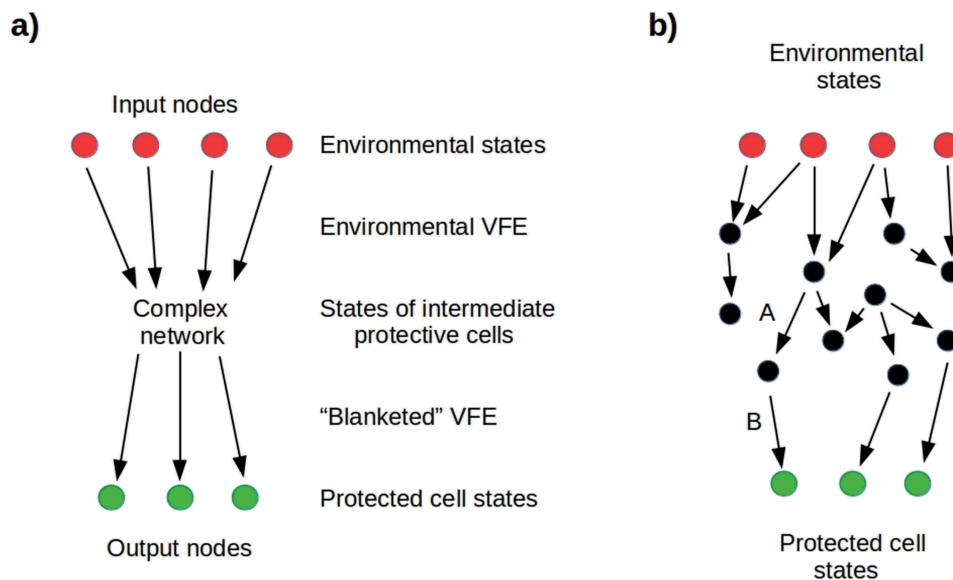 a)
Input nodes
Environmental states
Environmental VFE
Complex
network
States of intermediate
protective cells
“Blanketed” VFE
Protected cell states
Output nodes
b)
Environmental
states
A
B
Protected cell
states